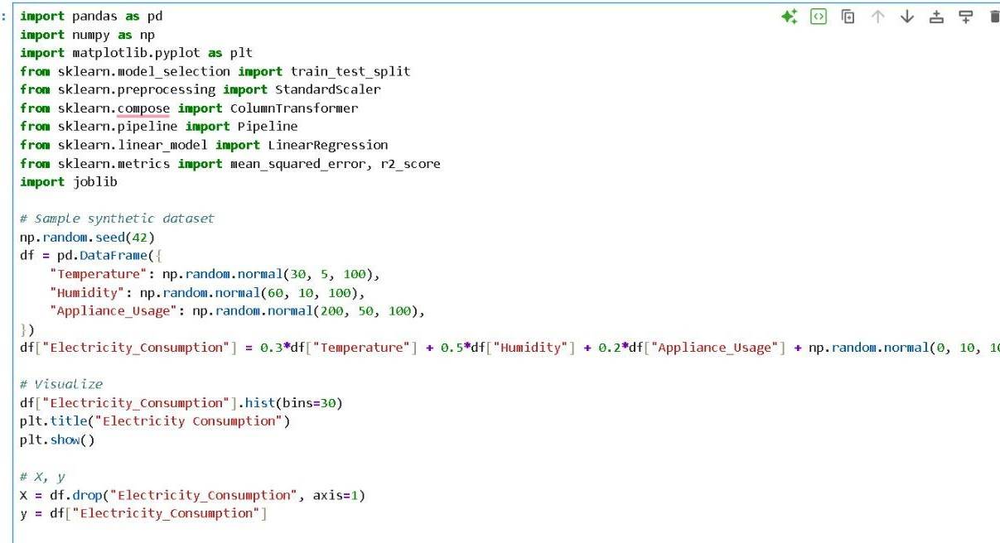 import pandas as pd
import numpy as np
import matplotlib.pyplot as plt
from sklearn.model_selection import train_test_split
from sklearn.preprocessing import StandardScaler
from sklearn.compose import ColumnTransformer
from sklearn.pipeline import Pipeline
from sklearn.linear_model import LinearRegression
from sklearn.metrics import mean_squared_error, r2_score
import joblib

# Sample synthetic dataset
np.random.seed(42)
df = pd.DataFrame({
    "Temperature": np.random.normal(30, 5, 100),
    "Humidity": np.random.normal(60, 10, 100),
    "Appliance_Usage": np.random.normal(200, 50, 100),
})
df["Electricity_Consumption"] = 0.3*df["Temperature"] + 0.5*df["Humidity"] + 0.2*df["Appliance_Usage"] + np.random.normal(0, 10,

# Visualize
df["Electricity_Consumption"].hist(bins=30)
plt.title("Electricity Consumption")
plt.show()

# X, y
X = df.drop("Electricity_Consumption", axis=1)
y = df["Electricity_Consumption"]